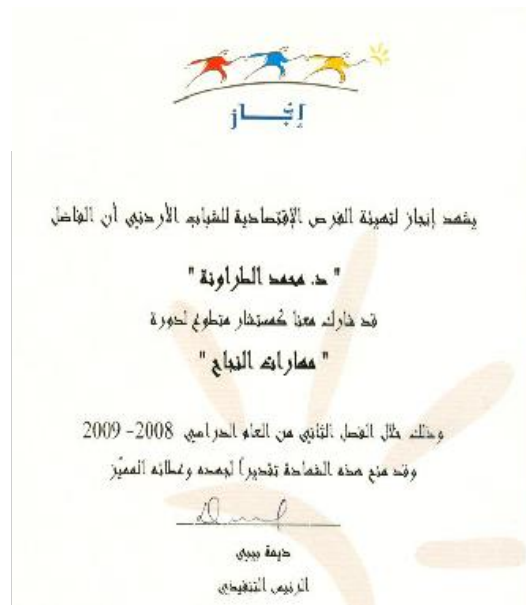 إنجاز
يشهد إنجاز لتهيئة الفرص الإقتصادية للشباب الأردني أن الفاضل
" د. محمد الطراونة "
قد شارك معنا كمستشار متطوع لدورة
" مهارات النجاح "
وذلك خلال الفصل الثاني من العام الدراسي 2008- 2009
وقد منح هذه الشهادة تقديراً لجهده وعطائه المميّز
ديمة بيبي
الرئيس التنفيذي